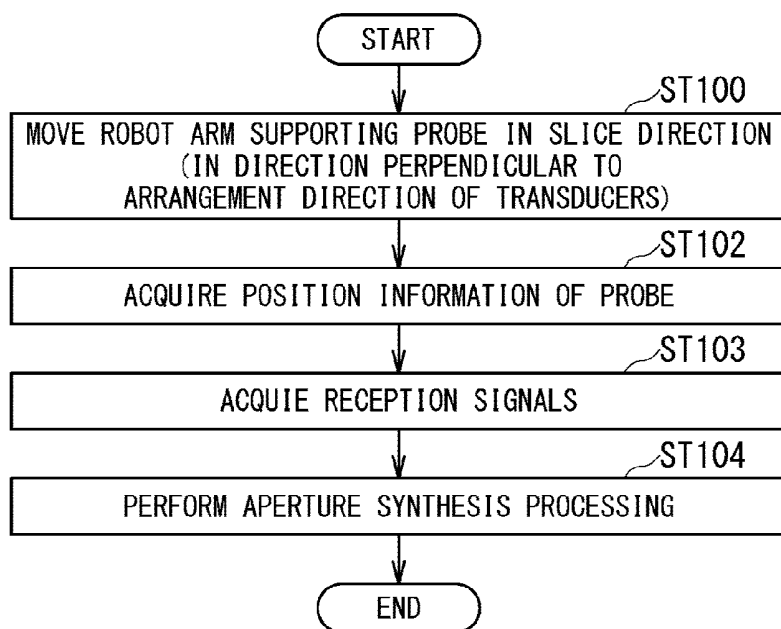 START
ST100
MOVE ROBOT ARM SUPPORTING PROBE IN SLICE DIRECTION
(IN DIRECTION PERPENDICULAR TO
ARRANGEMENT DIRECTION OF TRANSDUCERS)
ST102
ACQUIRE POSITION INFORMATION OF PROBE
ST103
ACQUIE RECEPTION SIGNALS
ST104
PERFORM APERTURE SYNTHESIS PROCESSING
END